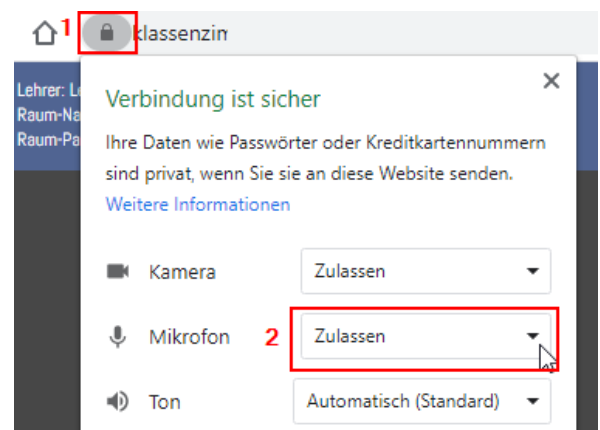 1
klassenzim
Lehrer: Le
Raum-Na
Raum-Pa
Verbindung ist sicher
Ihre Daten wie Passwörter oder Kreditkartennummern
sind privat, wenn Sie sie an diese Website senden.
Weitere Informationen
Kamera Zulassen
Mikrofon 2 Zulassen
Ton Automatisch (Standard)